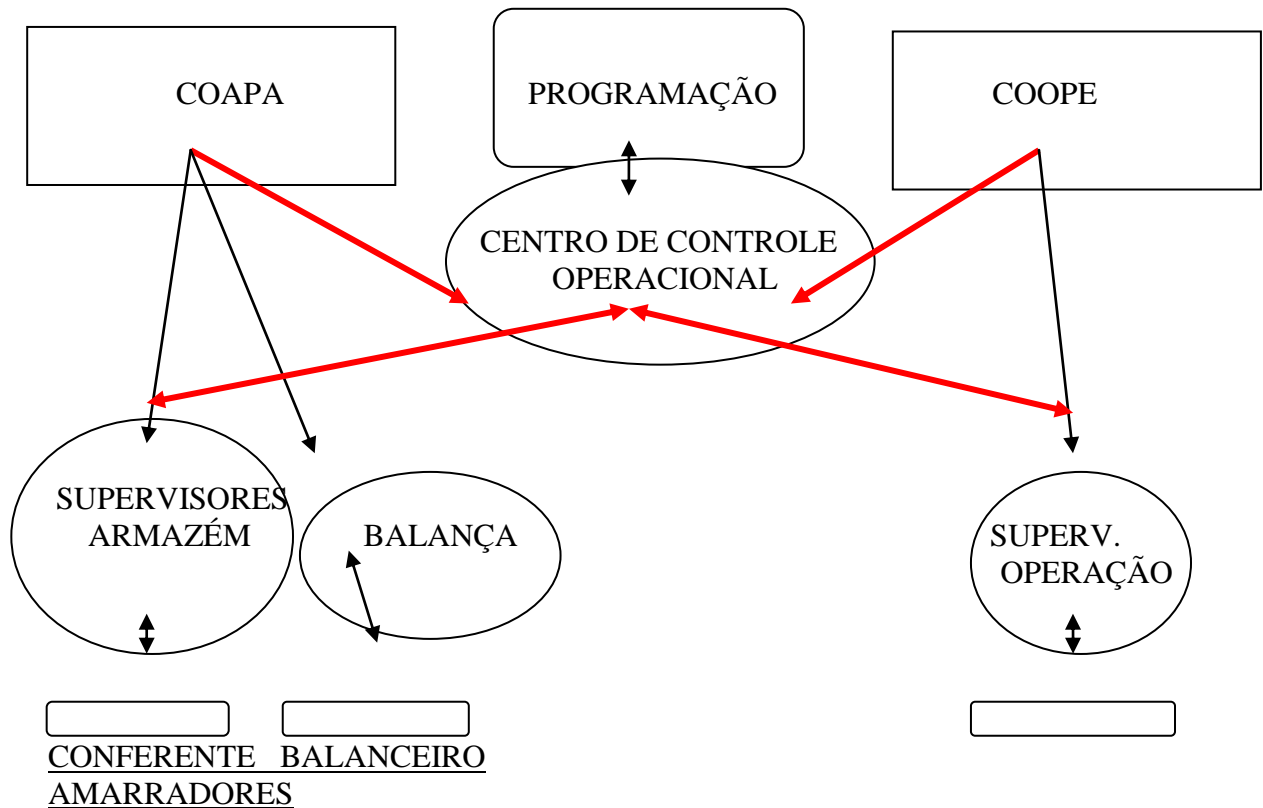 COAPA
PROGRAMAÇÃO
COOPE
CENTRO DE CONTROLE
OPERACIONAL
SUPERVISORES
ARMAZÉM
BALANÇA
SUPERV.
OPERAÇÃO
CONFERENTE BALANCEIRO
AMARRADORES